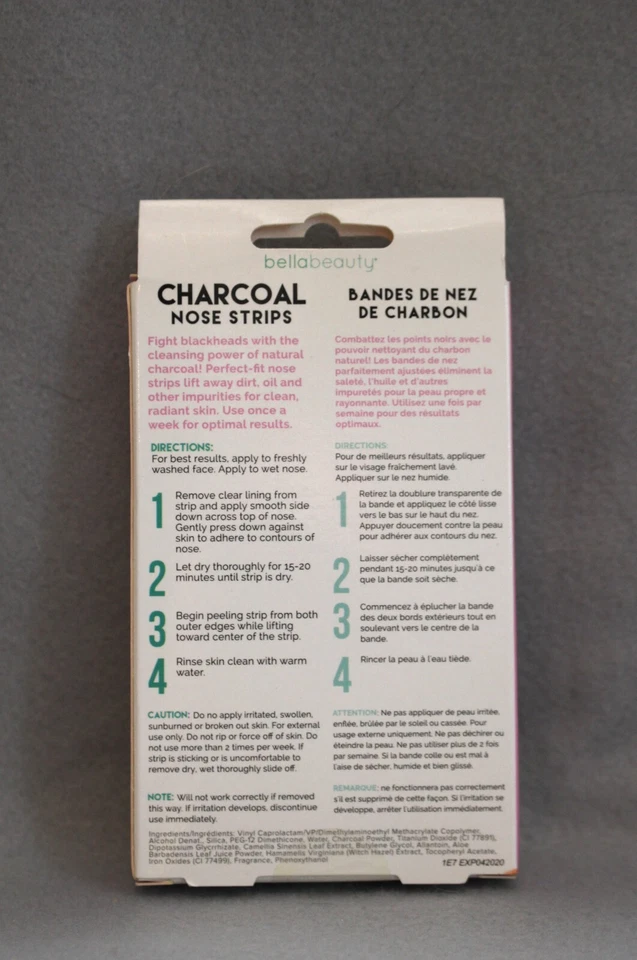 bellabeauty
CHARCOAL
NOSE STRIPS
Fight blackheads with the
cleansing power of natural
charcoal! Perfect-fit nose
strips lift away dirt, oil and
other impurities for clean,
radiant skin. Use once a
week for optimal results.
DIRECTIONS:
For best results, apply to freshly
washed face. Apply to wet nose.
1 Remove clear lining from
strip and apply smooth side
down across top of nose.
Gently press down against
skin to adhere to contours of
nose.
2 Let dry thoroughly for 15-20
minutes until strip is dry.
3 Begin peeling strip from both
outer edges while lifting
toward center of the strip.
4 Rinse skin clean with warm
water.
CAUTION: Do no apply irritated, swollen,
sunburned or broken out skin. For external
use only. Do not rip or force off of skin. Do
not use more than 2 times per week. If
strip is sticking or is uncomfortable to
remove dry, wet thoroughly slide off.
NOTE: Will not work correctly if removed
this way. If irritation develops, discontinue
use immediately.
BANDES DE NEZ
DE CHARBON
Combattez les points noirs avec le
pouvoir nettoyant du charbon
naturel! Les bandes de nez
parfaitement ajustées éliminent la
saleté, l'huile et d'autres
impuretés pour la peau propre et
rayonnante. Utilisez une fois par
semaine pour des résultats
optimaux.
DIRECTIONS:
Pour de meilleurs résultats, appliquer
sur le visage fraîchement lavé.
Appliquer sur le nez humide.
1 Retirez la doublure transparente de
la bande et appliquez le côté lisse
vers le bas sur le haut du nez.
Appuyer doucement contre la peau
pour adhérer aux contours du nez.
2 Laisser sécher complètement
pendant 15-20 minutes jusqu'à ce
que la bande soit sèche.
3 Commencez à éplucher la bande
des deux bords extérieurs tout en
soulevant vers le centre de la
bande.
4 Rincer la peau à l'eau tiède.
ATTENTION: Ne pas appliquer de peau irritée,
enflée, brûlée par le soleil ou cassée. Pour
usage externe uniquement. Ne pas déchirer ou
éteindre la peau. Ne pas utiliser plus de 2 fois
par semaine. Si la bande colle ou est mal à
l'aise de sécher, humide et bien glissé.
REMARQUE: ne fonctionnera pas correctement
s'il est supprimé de cette façon. Si l'irritation se
développe, arrêter l'utilisation immédiatement.
Ingredients/Ingrédients: Vinyl Caprolactam/VP/Dimethylaminoethyl Methacrylate Copolymer,
Alcohol Denat., Silica, PEG-12 Dimethicone, Water, Charcoal Powder, Titanium Dioxide (CI 77891),
Dipotassium Glycyrrhizate, Camellia Sinensis Leaf Extract, Butylene Glycol, Allantoin, Aloe
Barbadensis Leaf Juice Powder, Hamamelis Virginiana (Witch Hazel) Extract, Tocopheryl Acetate,
Iron Oxides (CI 77499), Fragrance, Phenoxythanol
1E7 EXP042020